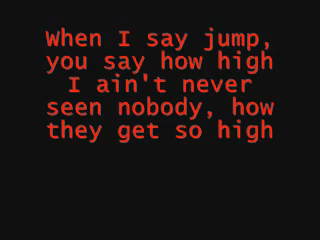 When I say jump,
you say how high
I ain't never
seen nobody, how
they get so high